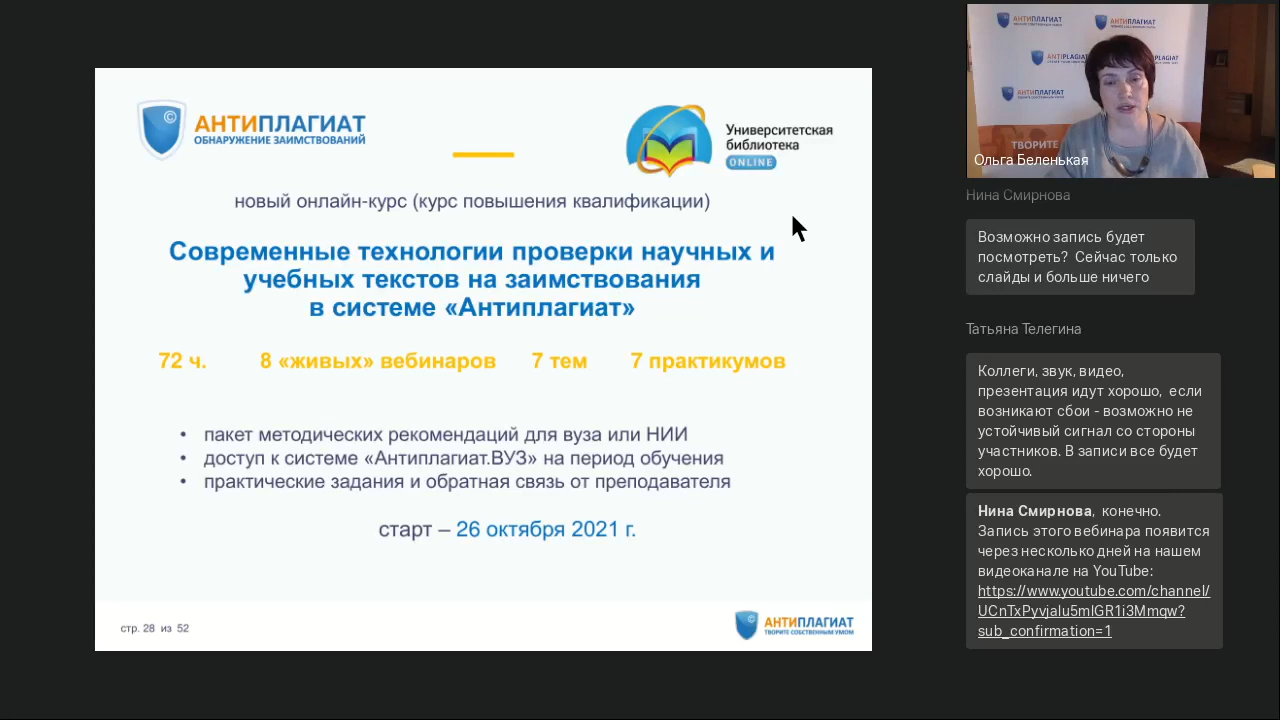 АНТИПЛАГИАТ
ОБНАРУЖЕНИЕ ЗАИМСТВОВАНИЙ
Университетская
библиотека
ONLINE
новый онлайн-курс (курс повышения квалификации)
Современные технологии проверки научных и
учебных текстов на заимствования
в системе «Антиплагиат»
72 ч. 8 «живых» вебинаров 7 тем 7 практикумов
• пакет методических рекомендаций для вуза или НИИ
• доступ к системе «Антиплагиат.ВУЗ» на период обучения
• практические задания и обратная связь от преподавателя
старт – 26 октября 2021 г.
стр. 28 из 52
АНТИПЛАГИАТ
ТВОРИТЕ СОБСТВЕННЫМ УМОМ
АНТИПЛАГИАТ
АНТИПЛАГИАТ
ANTIPLAGIAT
АНТИПЛАГИАТ
ТВОРИТЕ
Ольга Беленькая
Нина Смирнова
Возможно запись будет
посмотреть? Сейчас только
слайды и больше ничего
Татьяна Телегина
Коллеги, звук, видео,
презентация идут хорошо, если
возникают сбои - возможно не
устойчивый сигнал со стороны
участников. В записи все будет
хорошо.
Нина Смирнова, конечно.
Запись этого вебинара появится
через несколько дней на нашем
видеоканале на YouTube:
https://www.youtube.com/channel/
UCnTxPyvjalu5mlGR1i3Mmqw?
sub_confirmation=1